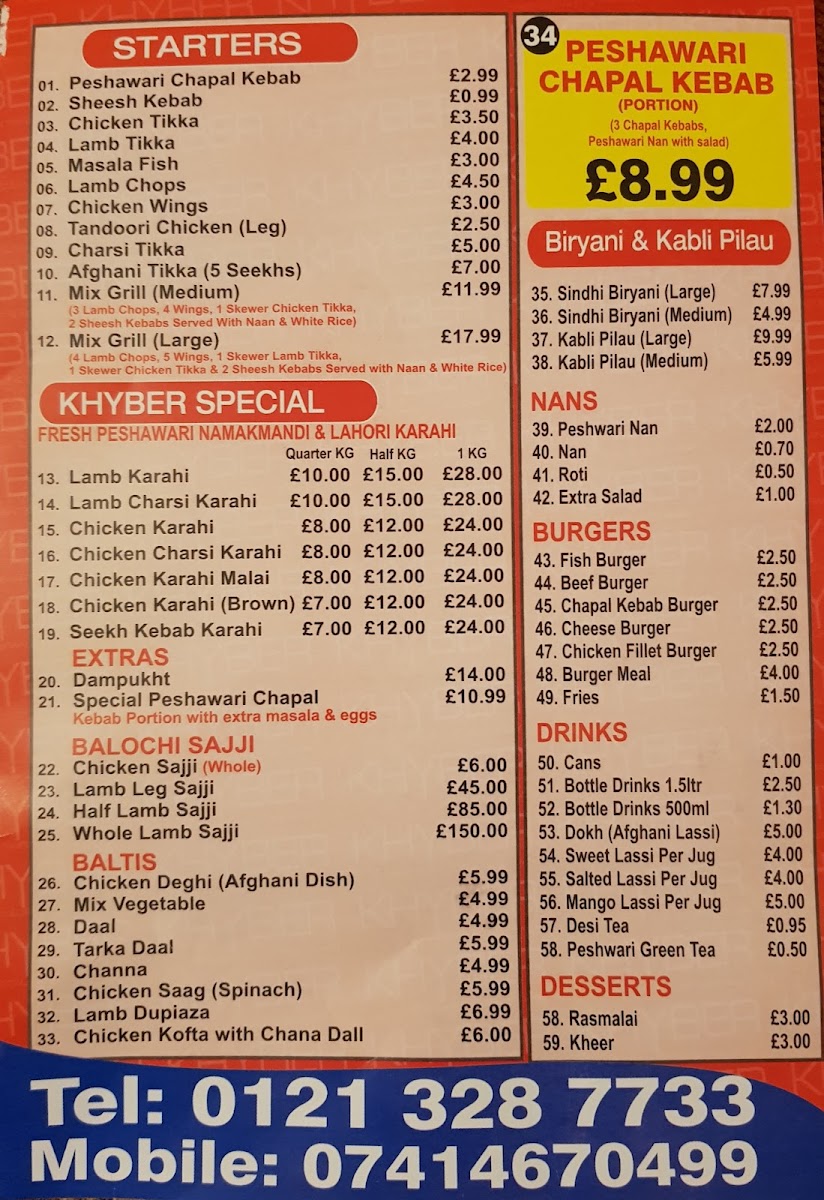 STARTERS
01. Peshawari Chapal Kebab £2.99
02. Sheesh Kebab £0.99
03. Chicken Tikka £3.50
04. Lamb Tikka £4.00
05. Masala Fish £3.00
06. Lamb Chops £4.50
07. Chicken Wings £3.00
08. Tandoori Chicken (Leg) £2.50
09. Charsi Tikka £5.00
10. Afghani Tikka (5 Seekhs) £7.00
11. Mix Grill (Medium) £11.99
(3 Lamb Chops, 4 Wings, 1 Skewer Chicken Tikka,
2 Sheesh Kebabs Served With Naan & White Rice)
12. Mix Grill (Large) £17.99
(4 Lamb Chops, 5 Wings, 1 Skewer Lamb Tikka,
1 Skewer Chicken Tikka & 2 Sheesh Kebabs Served with Naan & White Rice)
KHYBER SPECIAL
FRESH PESHAWARI NAMAKMANDI & LAHORI KARAHI
Quarter KG Half KG 1 KG
13. Lamb Karahi £10.00 £15.00 £28.00
14. Lamb Charsi Karahi £10.00 £15.00 £28.00
15. Chicken Karahi £8.00 £12.00 £24.00
16. Chicken Charsi Karahi £8.00 £12.00 £24.00
17. Chicken Karahi Malai £8.00 £12.00 £24.00
18. Chicken Karahi (Brown) £7.00 £12.00 £24.00
19. Seekh Kebab Karahi £7.00 £12.00 £24.00
EXTRAS
20. Dampukht £14.00
21. Special Peshawari Chapal £10.99
Kebab Portion with extra masala & eggs
BALOCHI SAJJI
22. Chicken Sajji (Whole) £6.00
23. Lamb Leg Sajji £45.00
24. Half Lamb Sajji £85.00
25. Whole Lamb Sajji £150.00
BALTIS
26. Chicken Deghi (Afghani Dish) £5.99
27. Mix Vegetable £4.99
28. Daal £4.99
29. Tarka Daal £5.99
30. Channa £4.99
31. Chicken Saag (Spinach) £5.99
32. Lamb Dupiaza £6.99
33. Chicken Kofta with Chana Dall £6.00
34
PESHAWARI
CHAPAL KEBAB
(PORTION)
(3 Chapal Kebabs,
Peshawari Nan with salad)
£8.99
Biryani & Kabli Pilau
35. Sindhi Biryani (Large) £7.99
36. Sindhi Biryani (Medium) £4.99
37. Kabli Pilau (Large) £9.99
38. Kabli Pilau (Medium) £5.99
NANS
39. Peshwari Nan £2.00
40. Nan £0.70
41. Roti £0.50
42. Extra Salad £1.00
BURGERS
43. Fish Burger £2.50
44. Beef Burger £2.50
45. Chapal Kebab Burger £2.50
46. Cheese Burger £2.50
47. Chicken Fillet Burger £2.50
48. Burger Meal £4.00
49. Fries £1.50
DRINKS
50. Cans £1.00
51. Bottle Drinks 1.5ltr £2.50
52. Bottle Drinks 500ml £1.30
53. Dokh (Afghani Lassi) £5.00
54. Sweet Lassi Per Jug £4.00
55. Salted Lassi Per Jug £4.00
56. Mango Lassi Per Jug £5.00
57. Desi Tea £0.95
58. Peshwari Green Tea £0.50
DESSERTS
58. Rasmalai £3.00
59. Kheer £3.00
Tel: 0121 328 7733
Mobile: 07414670499